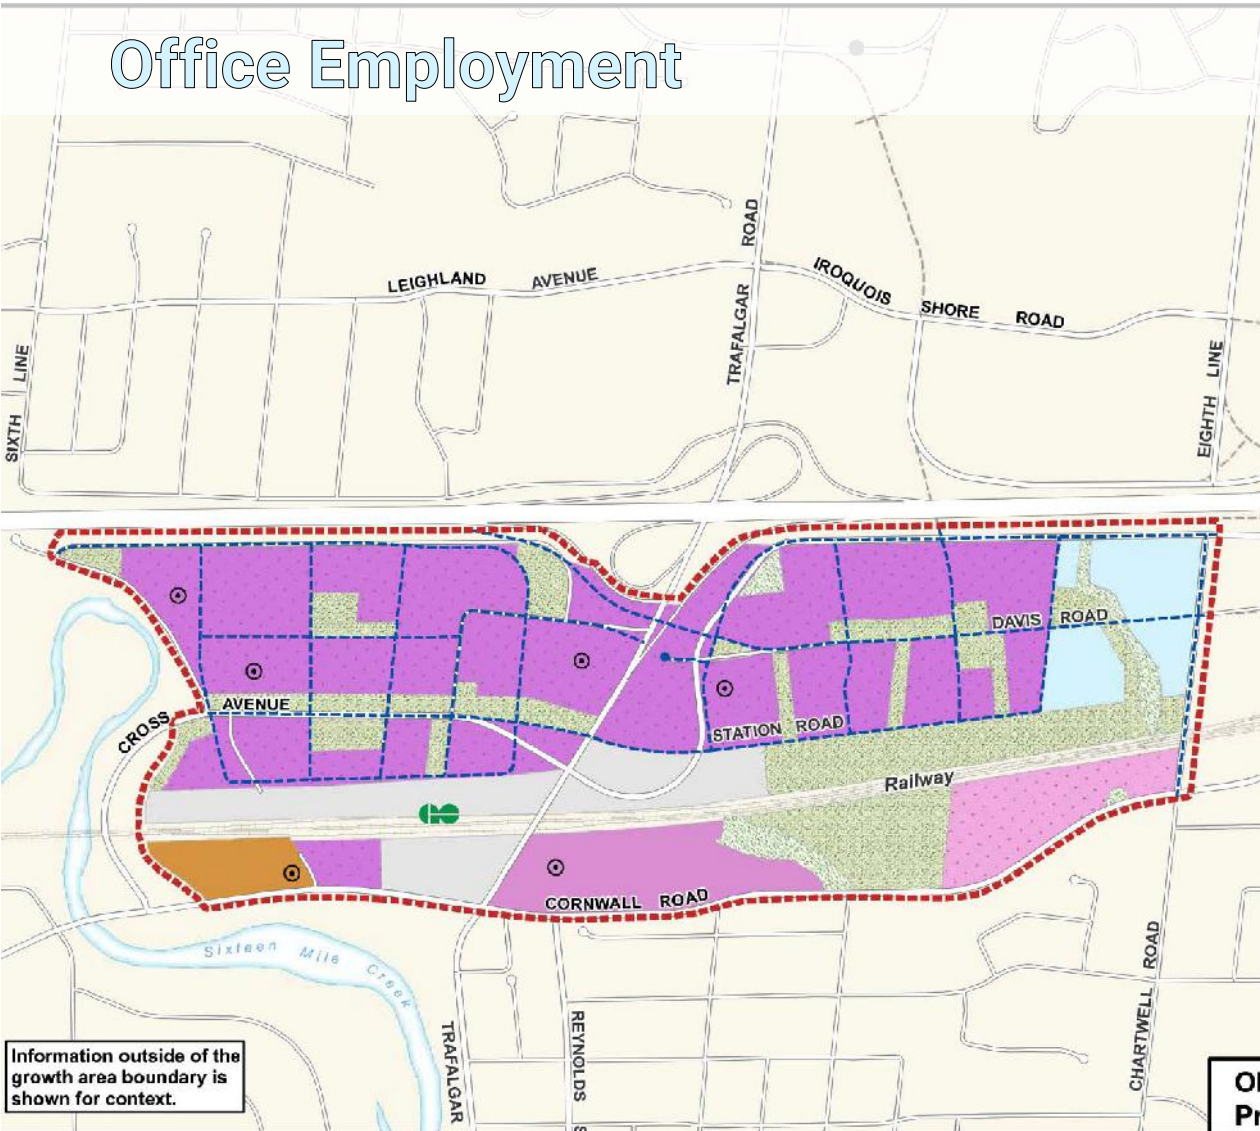 Office Employment
ROAD
LEIGHLAND AVENUE
IROQUOIS SHORE ROAD
TRAFALGAR
SIXTH LINE
EIGHTH LINE
DAVIS ROAD
CROSS AVENUE
STATION ROAD
Railway
GO
CORNWALL ROAD
Sixteen Mile Creek
CHARTWELL ROAD
TRAFALGAR
REYNOLDS S
Information outside of the
growth area boundary is
shown for context.